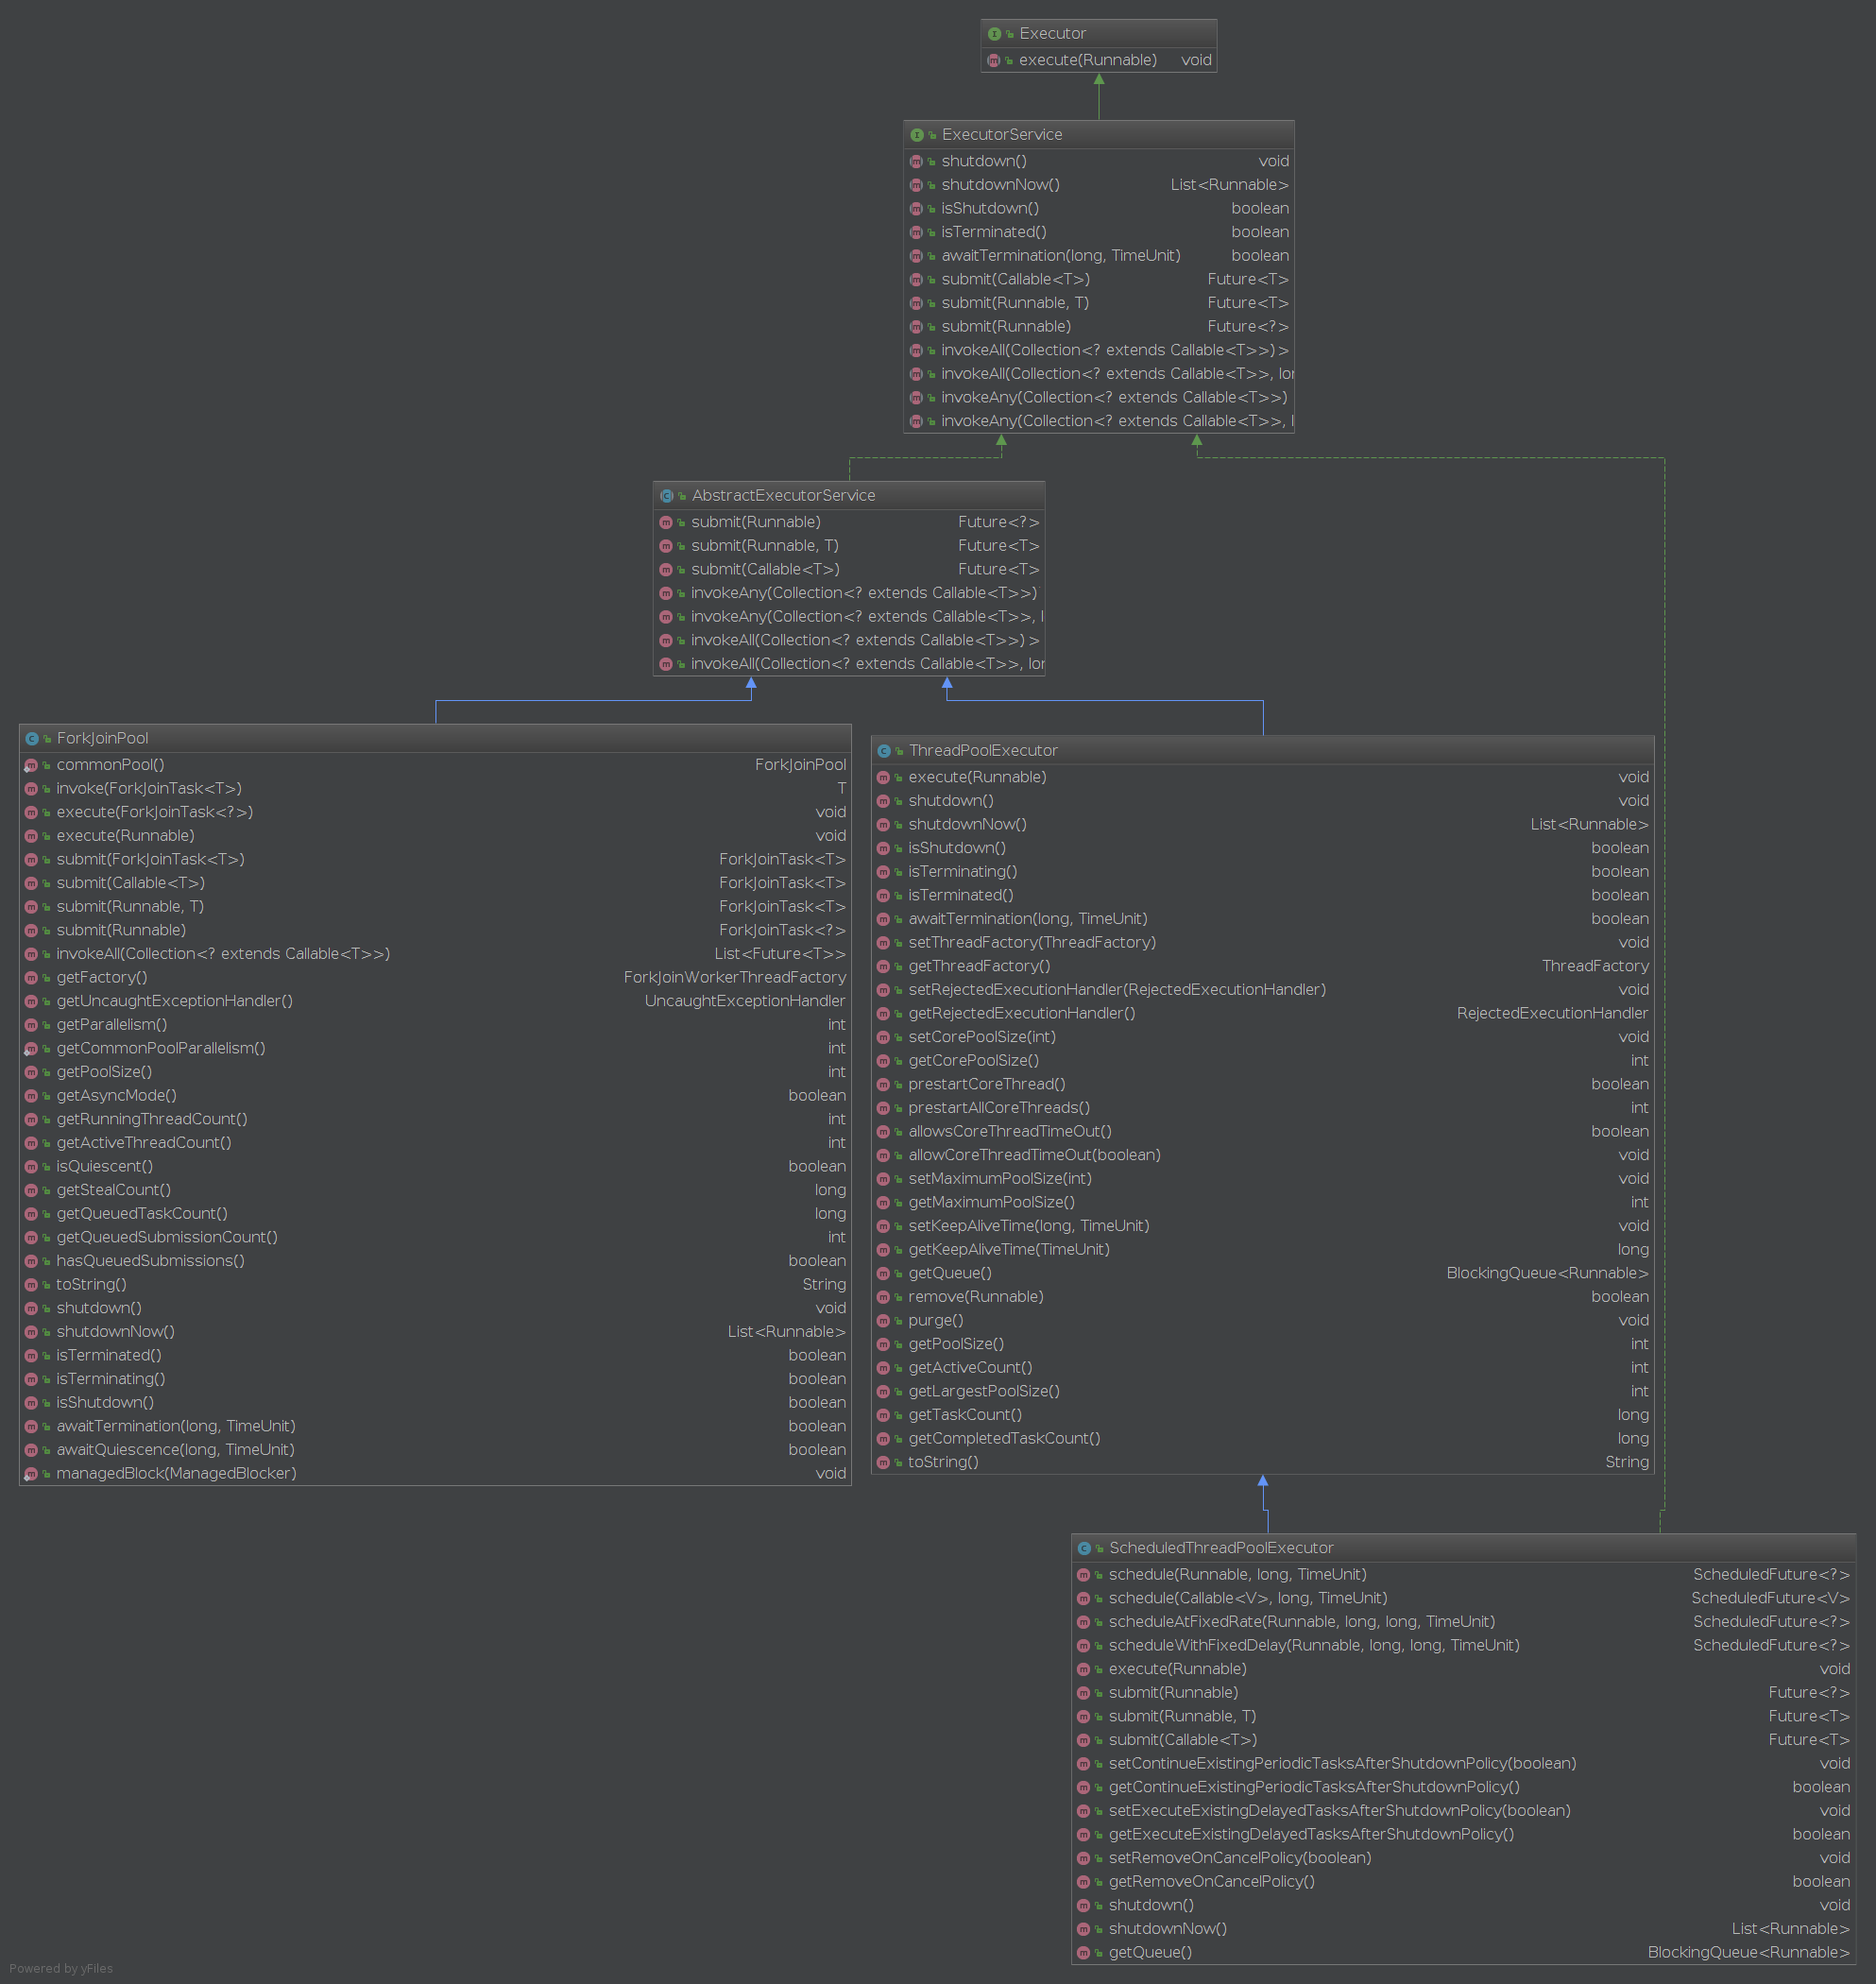 Executor
execute(Runnable) void
ExecutorService
shutdown() void
shutdownNow() List<Runnable>
isShutdown() boolean
isTerminated() boolean
awaitTermination(long, TimeUnit) boolean
submit(Callable<T>) Future<T>
submit(Runnable, T) Future<T>
submit(Runnable) Future<?>
invokeAll(Collection<? extends Callable<T>>) >
invokeAll(Collection<? extends Callable<T>>, lon
invokeAny(Collection<? extends Callable<T>>)
invokeAny(Collection<? extends Callable<T>>, l
AbstractExecutorService
submit(Runnable) Future<?>
submit(Runnable, T) Future<T>
submit(Callable<T>) Future<T>
invokeAny(Collection<? extends Callable<T>>)
invokeAny(Collection<? extends Callable<T>>, l
invokeAll(Collection<? extends Callable<T>>) >
invokeAll(Collection<? extends Callable<T>>, lon
ForkJoinPool
commonPool() ForkJoinPool
invoke(ForkJoinTask<T>) T
execute(ForkJoinTask<?>) void
execute(Runnable) void
submit(ForkJoinTask<T>) ForkJoinTask<T>
submit(Callable<T>) ForkJoinTask<T>
submit(Runnable, T) ForkJoinTask<T>
submit(Runnable) ForkJoinTask<?>
invokeAll(Collection<? extends Callable<T>>) List<Future<T>>
getFactory() ForkJoinWorkerThreadFactory
getUncaughtExceptionHandler() UncaughtExceptionHandler
getParallelism() int
getCommonPoolParallelism() int
getPoolSize() int
getAsyncMode() boolean
getRunningThreadCount() int
getActiveThreadCount() int
isQuiescent() boolean
getStealCount() long
getQueuedTaskCount() long
getQueuedSubmissionCount() int
hasQueuedSubmissions() boolean
toString() String
shutdown() void
shutdownNow() List<Runnable>
isTerminated() boolean
isTerminating() boolean
isShutdown() boolean
awaitTermination(long, TimeUnit) boolean
awaitQuiescence(long, TimeUnit) boolean
managedBlock(ManagedBlocker) void
ThreadPoolExecutor
execute(Runnable) void
shutdown() void
shutdownNow() List<Runnable>
isShutdown() boolean
isTerminating() boolean
isTerminated() boolean
awaitTermination(long, TimeUnit) boolean
setThreadFactory(ThreadFactory) void
getThreadFactory() ThreadFactory
setRejectedExecutionHandler(RejectedExecutionHandler) void
getRejectedExecutionHandler() RejectedExecutionHandler
setCorePoolSize(int) void
getCorePoolSize() int
prestartCoreThread() boolean
prestartAllCoreThreads() int
allowsCoreThreadTimeOut() boolean
allowCoreThreadTimeOut(boolean) void
setMaximumPoolSize(int) void
getMaximumPoolSize() int
setKeepAliveTime(long, TimeUnit) void
getKeepAliveTime(TimeUnit) long
getQueue() BlockingQueue<Runnable>
remove(Runnable) boolean
purge() void
getPoolSize() int
getActiveCount() int
getLargestPoolSize() int
getTaskCount() long
getCompletedTaskCount() long
toString() String
ScheduledThreadPoolExecutor
schedule(Runnable, long, TimeUnit) ScheduledFuture<?>
schedule(Callable<V>, long, TimeUnit) ScheduledFuture<V>
scheduleAtFixedRate(Runnable, long, long, TimeUnit) ScheduledFuture<?>
scheduleWithFixedDelay(Runnable, long, long, TimeUnit) ScheduledFuture<?>
execute(Runnable) void
submit(Runnable) Future<?>
submit(Runnable, T) Future<T>
submit(Callable<T>) Future<T>
setContinueExistingPeriodicTasksAfterShutdownPolicy(boolean) void
getContinueExistingPeriodicTasksAfterShutdownPolicy() boolean
setExecuteExistingDelayedTasksAfterShutdownPolicy(boolean) void
getExecuteExistingDelayedTasksAfterShutdownPolicy() boolean
setRemoveOnCancelPolicy(boolean) void
getRemoveOnCancelPolicy() boolean
shutdown() void
shutdownNow() List<Runnable>
getQueue() BlockingQueue<Runnable>
Powered by yFiles